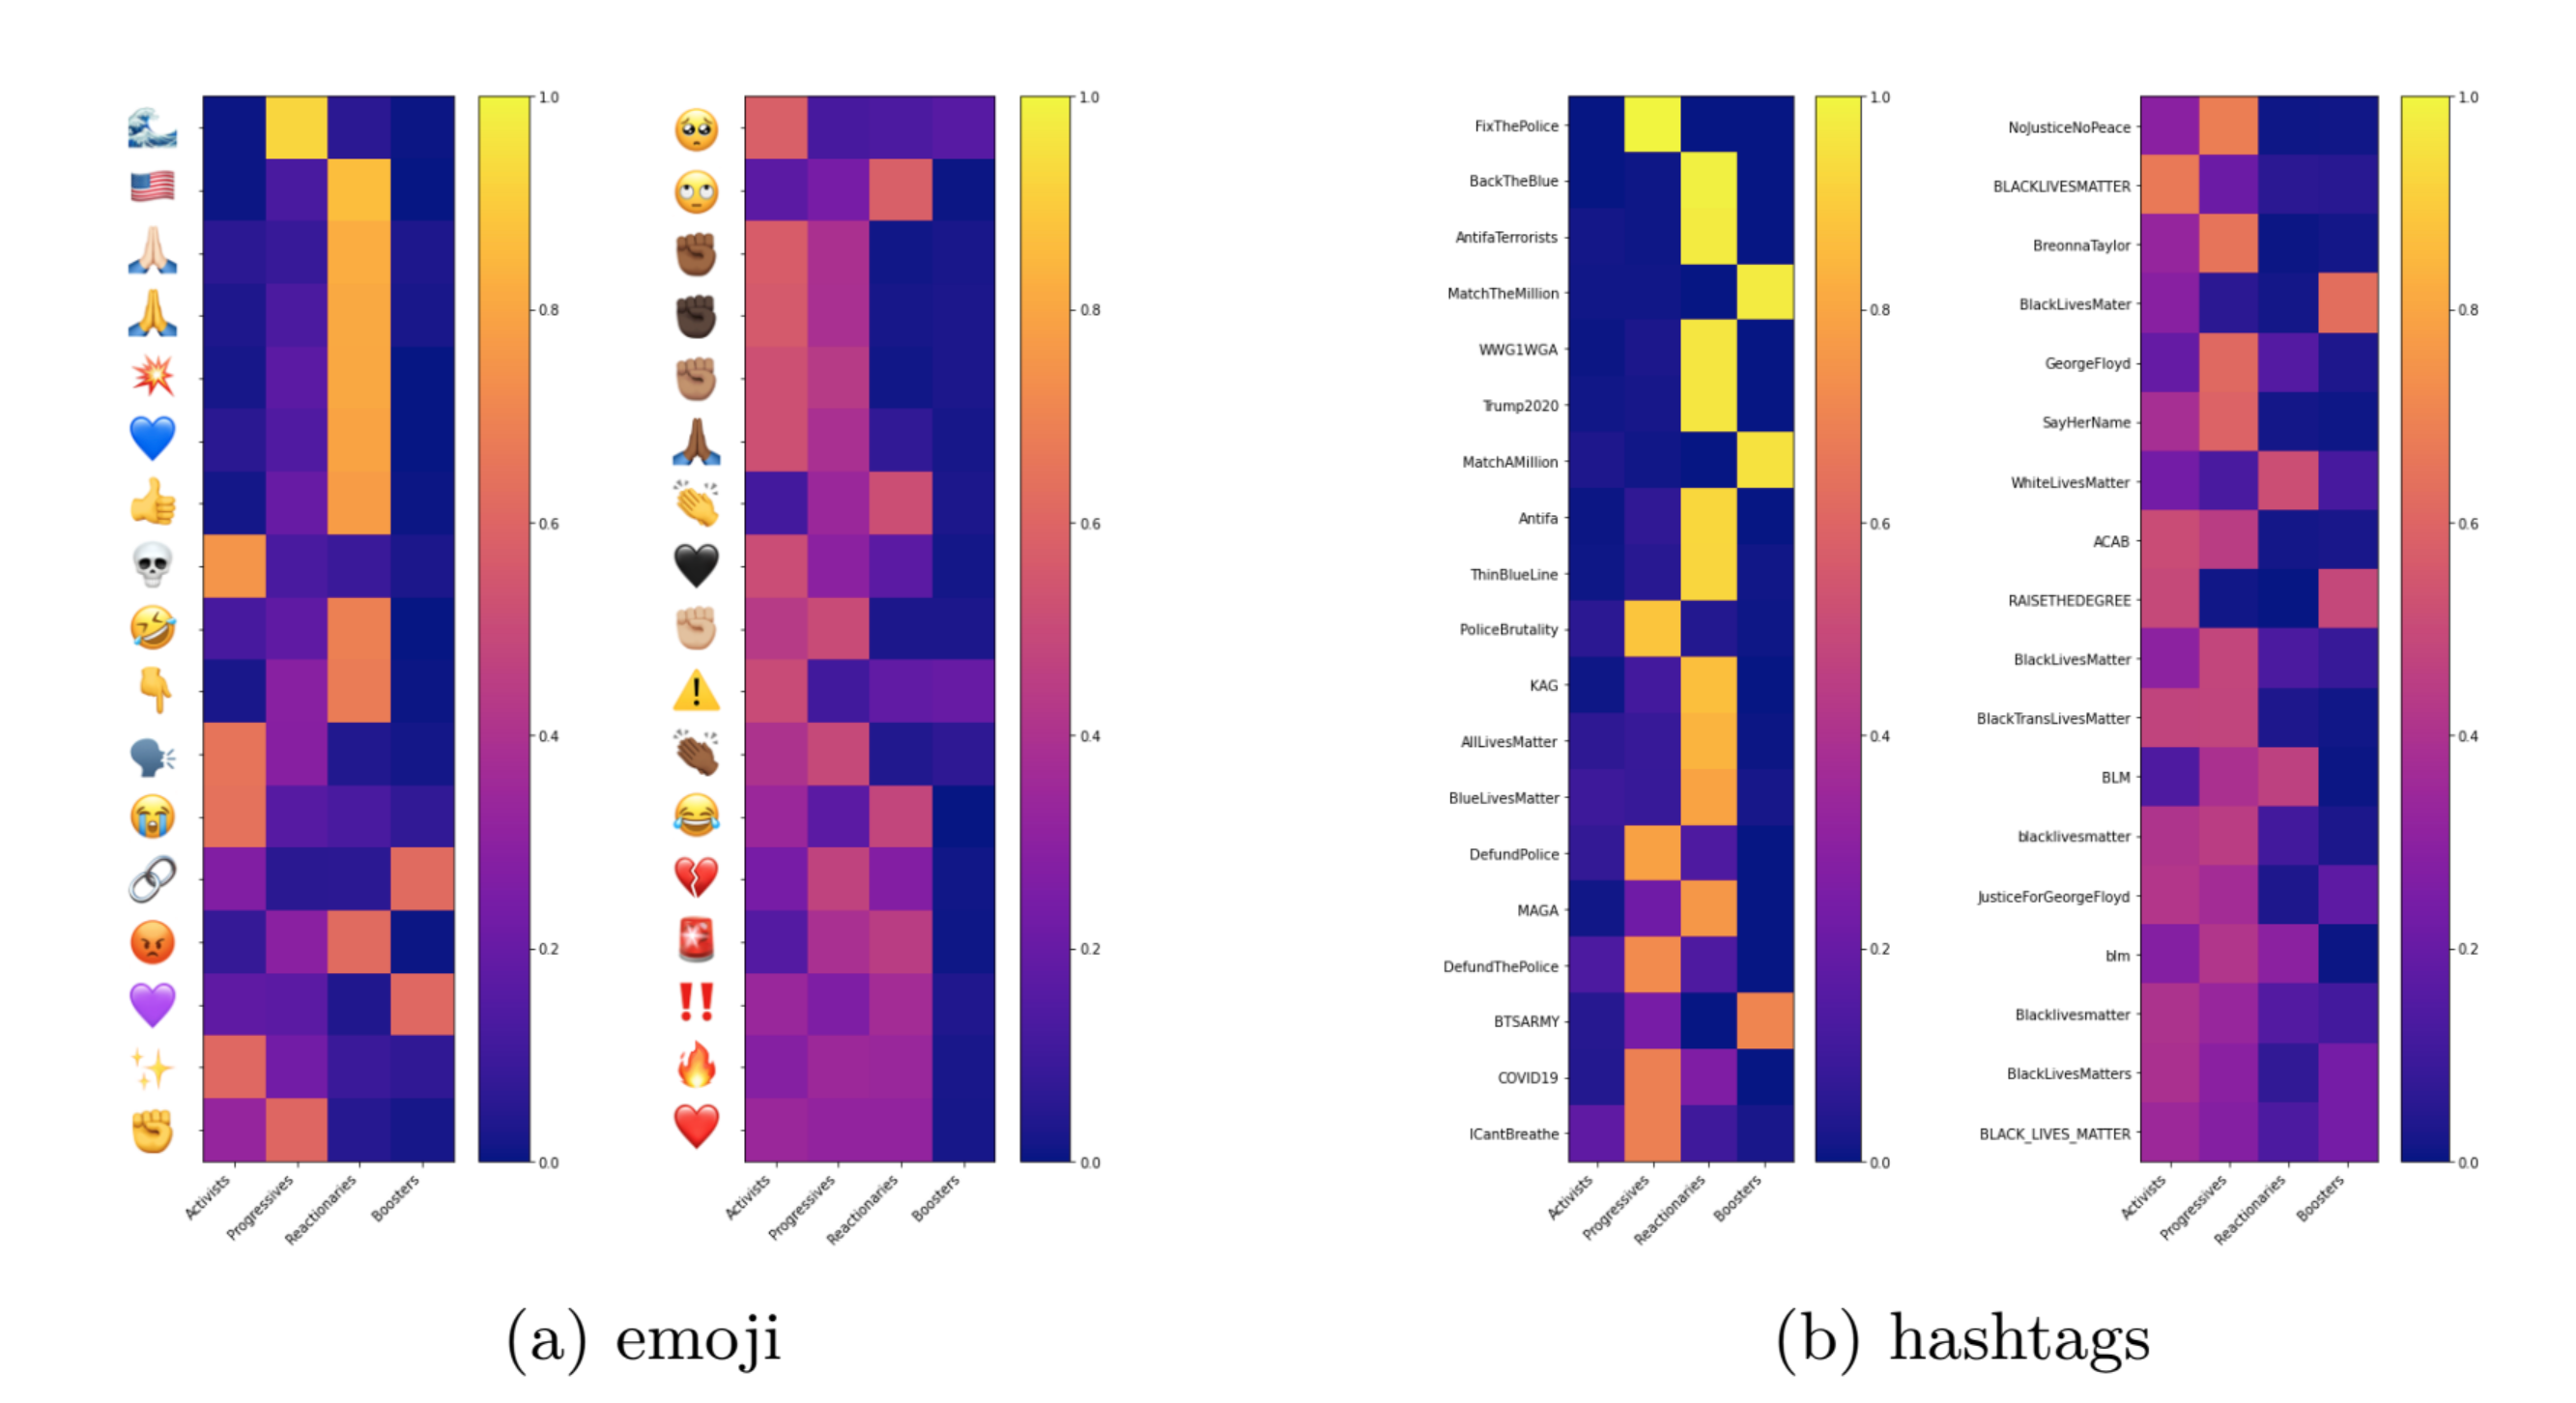 1.0
0.8
0.6
0.4
0.2
0.0
Activists
Progressives
Reactionaries
Boosters
1.0
0.8
0.6
0.4
0.2
0.0
Activists
Progressives
Reactionaries
Boosters
(a) emoji
FixThePolice
BackTheBlue
AntifaTerrorists
MatchTheMillion
WWG1WGA
Trump2020
MatchAMillion
Antifa
ThinBlueLine
PoliceBrutality
KAG
AllLivesMatter
BlueLivesMatter
DefundPolice
MAGA
DefundThePolice
BTSARMY
COVID19
ICantBreathe
Activists
Progressives
Reactionaries
Boosters
1.0
0.8
0.6
0.4
0.2
0.0
NoJusticeNoPeace
BLACKLIVESMATTER
BreonnaTaylor
BlackLivesMater
GeorgeFloyd
SayHerName
WhiteLivesMatter
ACAB
RAISETHEDEGREE
BlackLivesMatter
BlackTransLivesMatter
BLM
blacklivesmatter
JusticeForGeorgeFloyd
blm
Blacklivesmatter
BlackLivesMatters
BLACK_LIVES_MATTER
Activists
Progressives
Reactionaries
Boosters
1.0
0.8
0.6
0.4
0.2
0.0
(b) hashtags